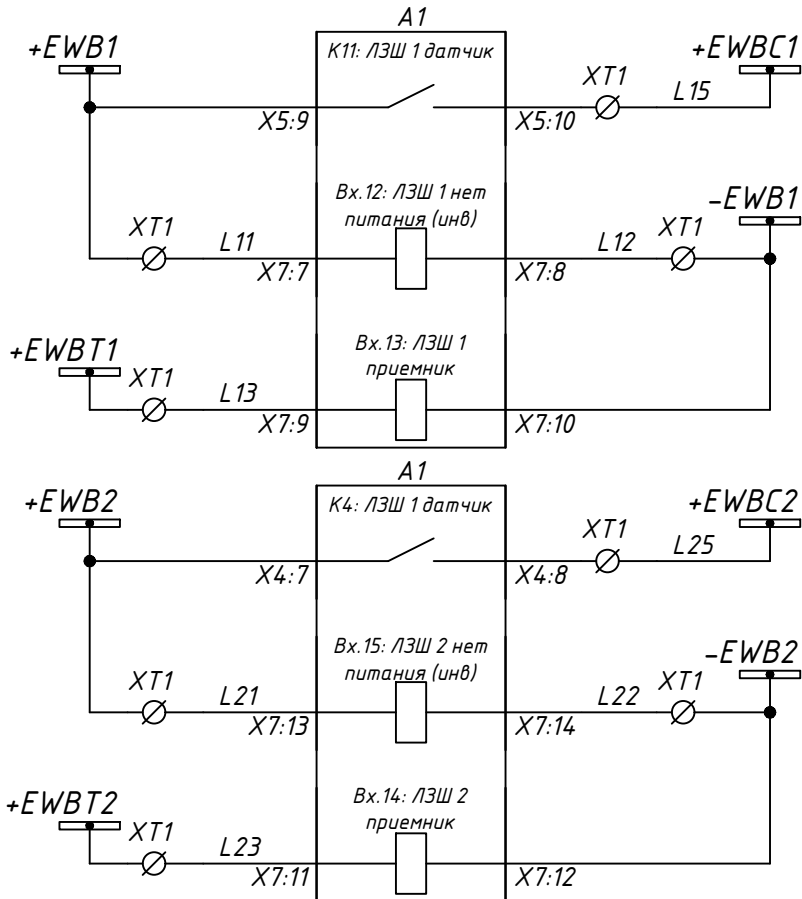 A1
+EWB1
К11: ЛЗШ 1 датчик
+EWBC1
XT1
L15
X5:9
X5:10
Вх.12: ЛЗШ 1 нет
питания (инв)
-EWB1
XT1
L11
L12
XT1
X7:7
X7:8
+EWBT1
Вх.13: ЛЗШ 1
приемник
XT1
L13
X7:9
X7:10
A1
+EWB2
К4: ЛЗШ 1 датчик
+EWBC2
XT1
L25
X4:7
X4:8
Вх.15: ЛЗШ 2 нет
питания (инв)
-EWB2
XT1
L21
L22
XT1
X7:13
X7:14
+EWBT2
Вх.14: ЛЗШ 2
приемник
XT1
L23
X7:11
X7:12